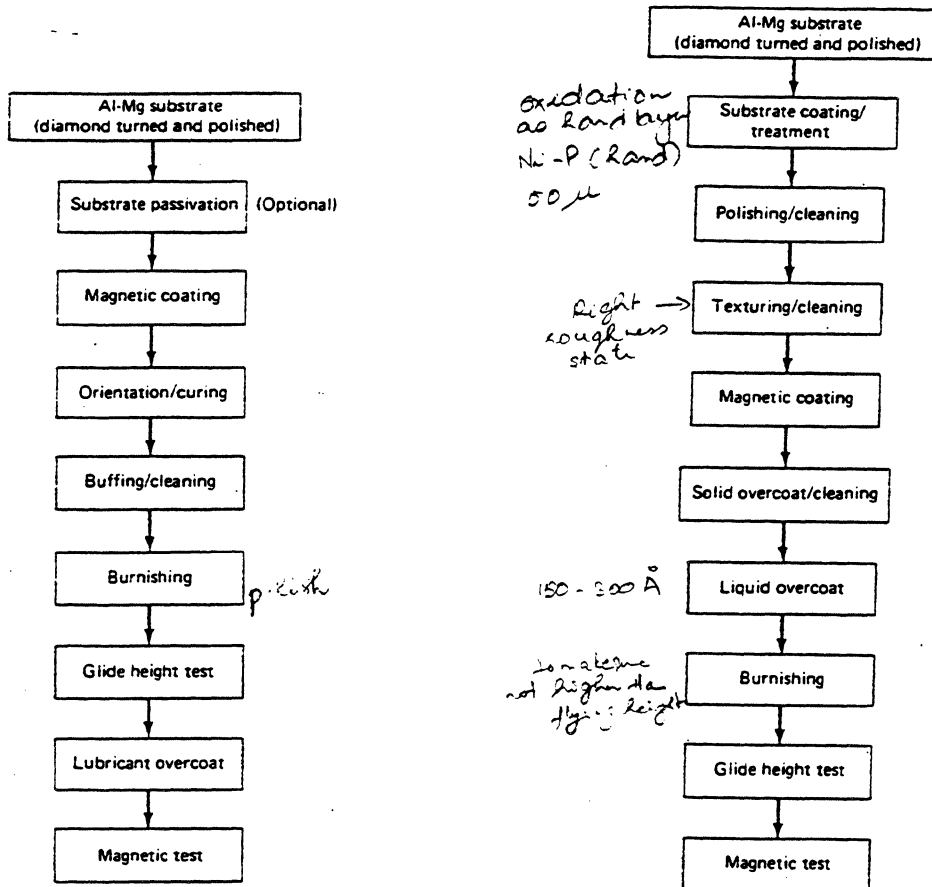 Al-Mg substrate
(diamond turned and polished)
Substrate passivation (Optional)
Magnetic coating
Orientation/curing
Buffing/cleaning
Burnishing
Glide height test
Lubricant overcoat
Magnetic test
Al-Mg substrate
(diamond turned and polished)
oxidation
as hard layer
Ni-P (hard)
50 μ
Substrate coating/
treatment
Polishing/cleaning
Right
roughness
state
Texturing/cleaning
Magnetic coating
Solid overcoat/cleaning
150 - 300 Å
Liquid overcoat
not higher
flying height
Burnishing
Glide height test
Magnetic test